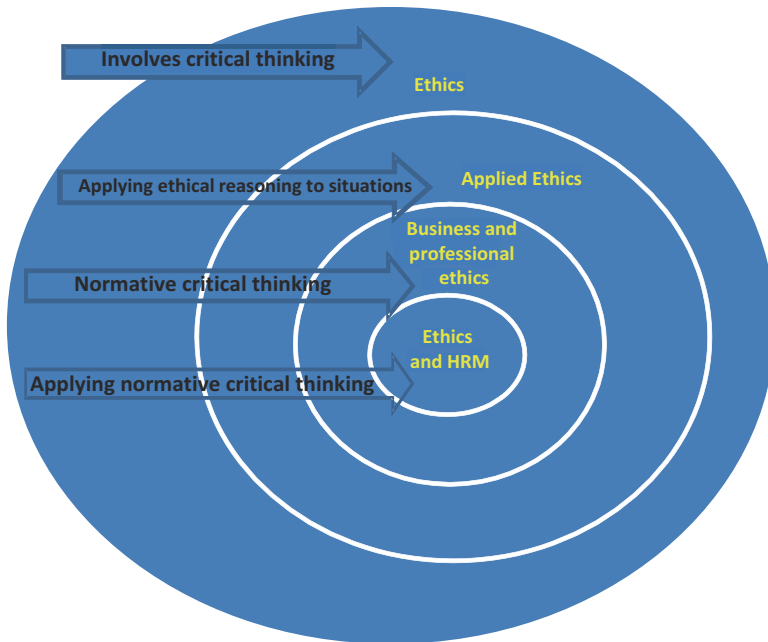 Involves critical thinking
Ethics
Applying ethical reasoning to situations
Applied Ethics
Business and
professional
ethics
Normative critical thinking
Ethics
and HRM
Applying normative critical thinking